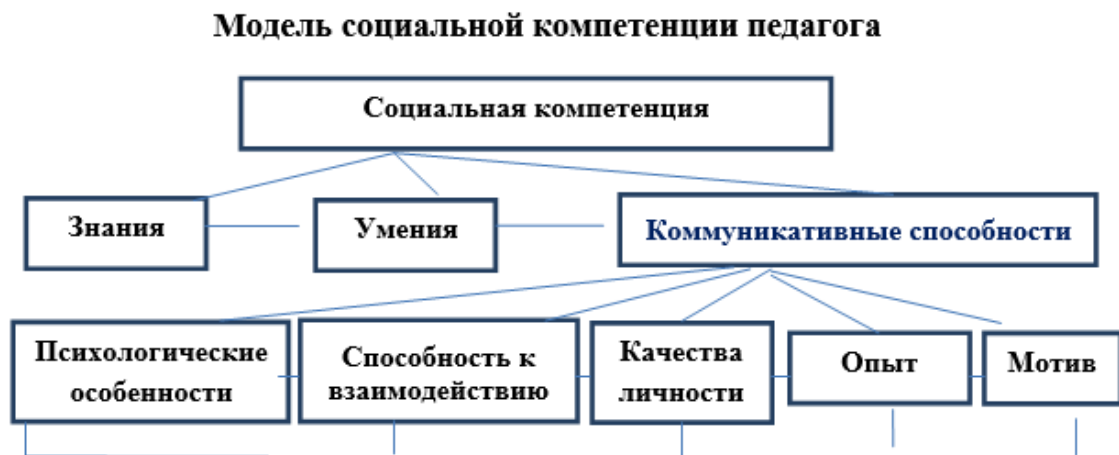 Модель социальной компетенции педагога
Социальная компетенция
Знания
Умения
Коммуникативные способности
Психологические
особенности
Способность к
взаимодействию
Качества
личности
Опыт
Мотив